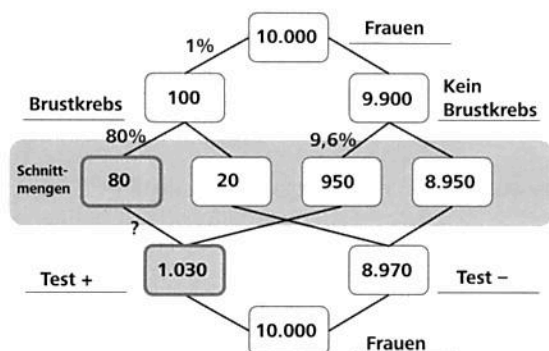 10.000
Frauen
1%
100
9.900
Brustkrebs
Kein
Brustkrebs
80%
9,6%
Schnitt-
mengen
80
20
950
8.950
?
Test +
1.030
8.970
Test –
10.000
Frauen